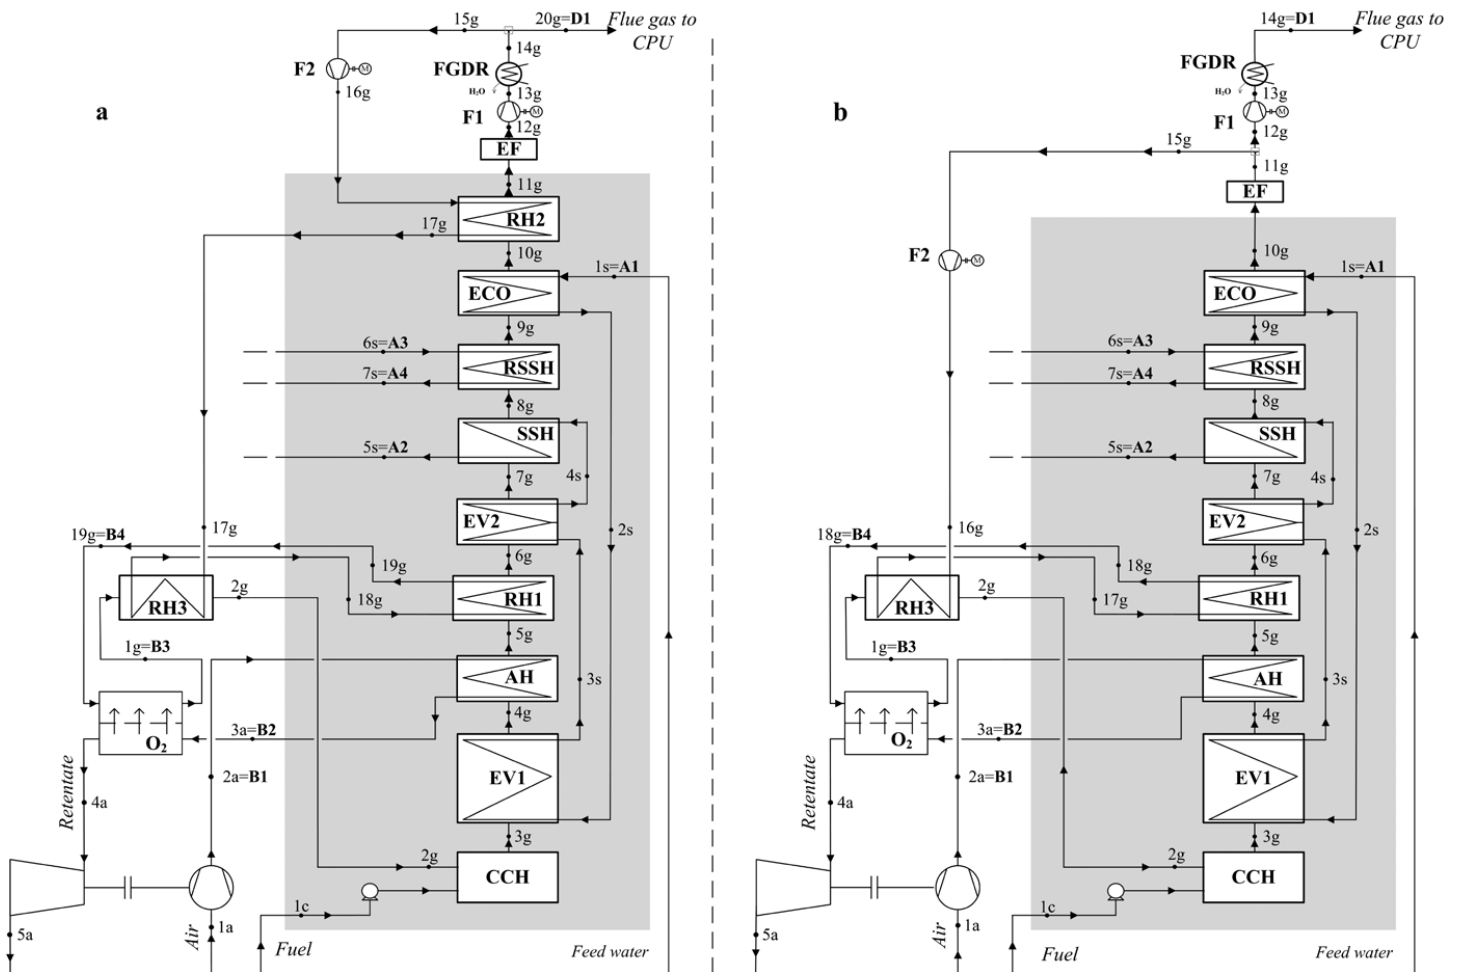 15g
20g=D1
Flue gas to
CPU
14g
F2
M
FGDR
16g
H₂O
13g
a
F1
M
12g
EF
11g
RH2
17g
10g
1s=A1
ECO
9g
6s=A3
RSSH
7s=A4
8g
SSH
5s=A2
7g
4s
EV2
17g
2s
19g=B4
6g
19g
RH3
2g
18g
RH1
5g
1g=B3
AH
3s
4g
3a=B2
O₂
2a=B1
EV1
Retentate
4a
3g
2g
CCH
1c
Air
1a
5a
Fuel
Feed water
14g=D1
Flue gas to
CPU
FGDR
H₂O
13g
b
F1
M
12g
15g
11g
EF
F2
M
10g
1s=A1
ECO
9g
6s=A3
RSSH
7s=A4
8g
SSH
5s=A2
7g
4s
EV2
16g
2s
18g=B4
6g
18g
RH3
2g
17g
RH1
5g
1g=B3
AH
3s
4g
3a=B2
O₂
2a=B1
EV1
Retentate
4a
3g
2g
CCH
1c
Air
1a
5a
Fuel
Feed water